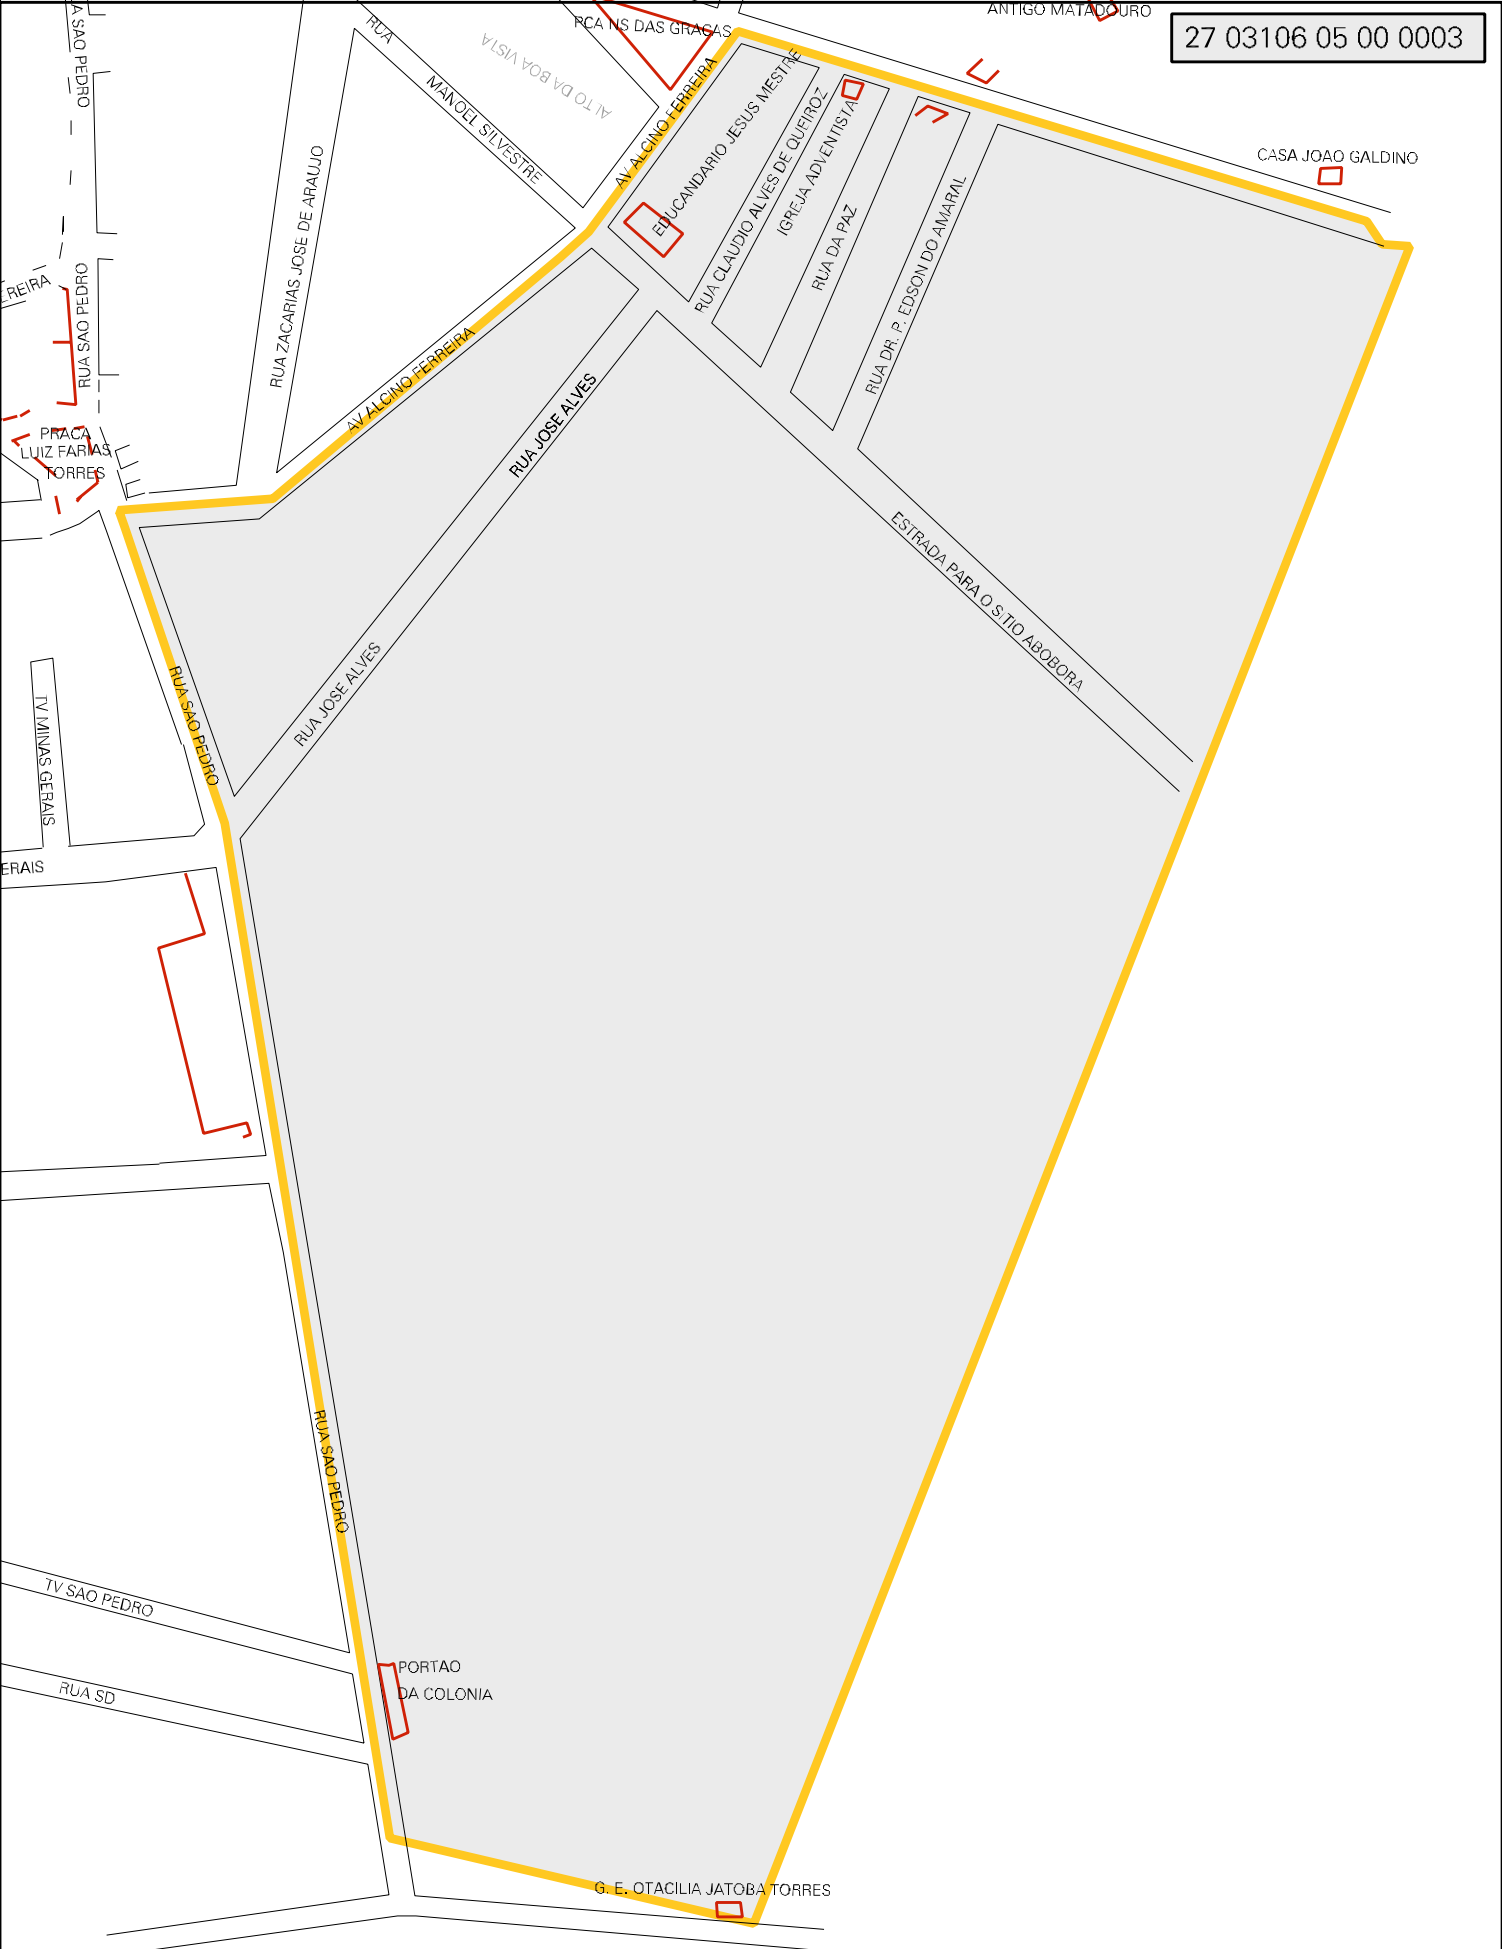 ANTIGO MATADOURO
27 03106 05 00 0003
A SAO PEDRO
RUA
MANOEL SILVESTRE
ALTO DA BOA VISTA
PCA NS DAS GRACAS
AV ALCINO FERREIRA
EDUCANDARIO JESUS MESTRE
RUA CLAUDIO ALVES DE QUEIROZ
IGREJA ADVENTISTA
RUA DA PAZ
RUA DR. P. EDSON DO AMARAL
CASA JOAO GALDINO
RUA ZACARIAS JOSE DE ARAUJO
REIRA
RUA SAO PEDRO
AV ALCINO FERREIRA
RUA JOSE ALVES
PRACA
LUIZ FARIAS
TORRES
ESTRADA PARA O SITIO ABOBORA
RUA JOSE ALVES
RUA SAO PEDRO
TV MINAS GERAIS
ERAIS
RUA SAO PEDRO
TV SAO PEDRO
RUA SD
PORTAO
DA COLONIA
G. E. OTACILIA JATOBA TORRES